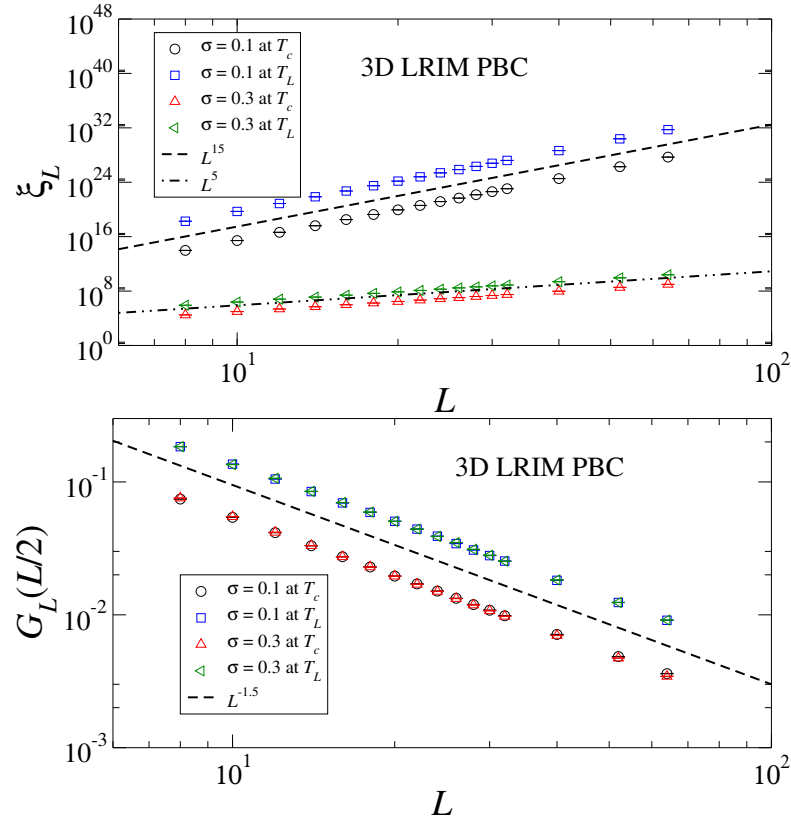 10^48
10^40
10^32
10^24
10^16
10^8
10^0
ξ_L
σ = 0.1 at T_c
σ = 0.1 at T_L
σ = 0.3 at T_c
σ = 0.3 at T_L
L^15
L^5
3D LRIM PBC
10^1
10^2
L
10^-1
10^-2
10^-3
G_L(L/2)
3D LRIM PBC
σ = 0.1 at T_c
σ = 0.1 at T_L
σ = 0.3 at T_c
σ = 0.3 at T_L
L^-1.5
10^1
10^2
L